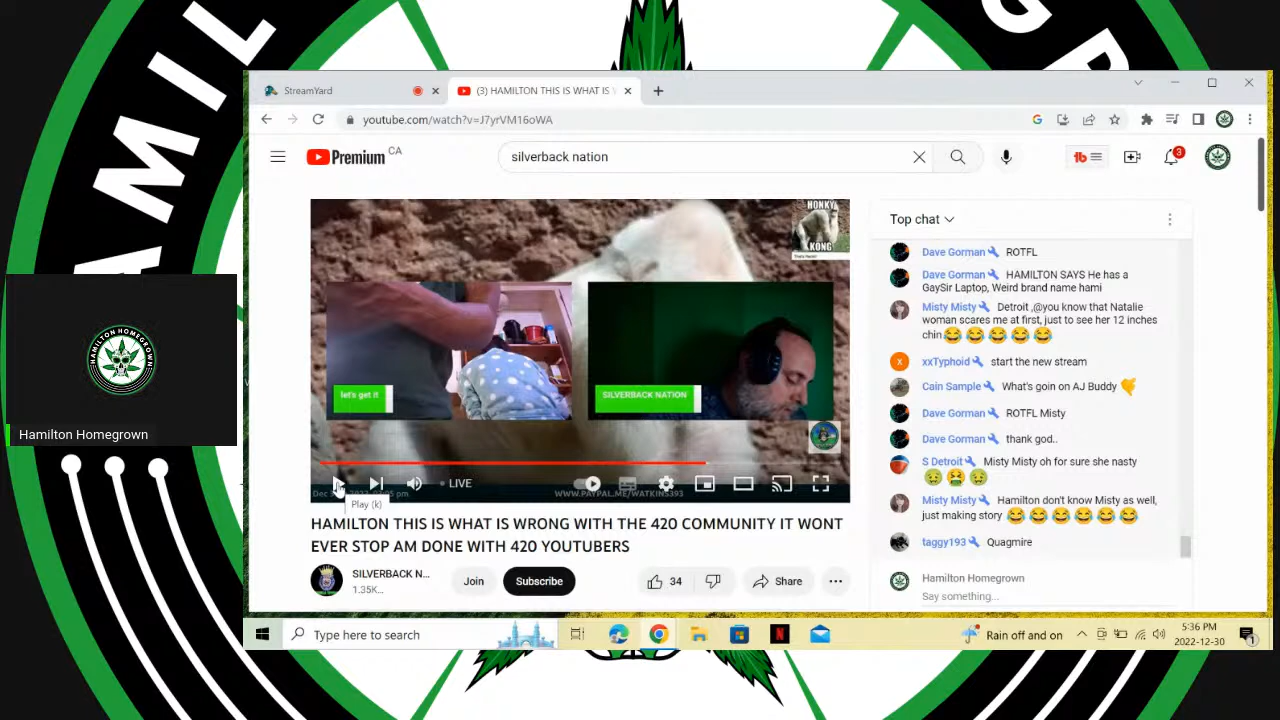 HAMIL
GR
StreamYard
(3) HAMILTON THIS IS WHAT IS
youtube.com/watch?v=J7yrVM16oWA
Premium CA
silverback nation
tb
3
HONKY
KONG
let's get it
SILVERBACK NATION
LIVE
Play (k)
WWW.PAYPAL.ME/WATKINS393
HAMILTON THIS IS WHAT IS WRONG WITH THE 420 COMMUNITY IT WONT
EVER STOP AM DONE WITH 420 YOUTUBERS
SILVERBACK N...
1.35K...
Join
Subscribe
34
Share
Top chat
Dave Gorman ROTFL
Dave Gorman HAMILTON SAYS He has a
GaySir Laptop, Weird brand name hami
Misty Misty Detroit ,@you know that Natalie
woman scares me at first, just to see her 12 inches
chin
xxTyphoid start the new stream
Cain Sample What's goin on AJ Buddy
Dave Gorman ROTFL Misty
Dave Gorman thank god..
S Detroit Misty Misty oh for sure she nasty
Misty Misty Hamilton don't know Misty as well,
just making story
taggy193 Quagmire
Hamilton Homegrown
Say something...
HAMILTON HOMEGROWN
Hamilton Homegrown
Type here to search
Rain off and on
5:36 PM
2022-12-30
1